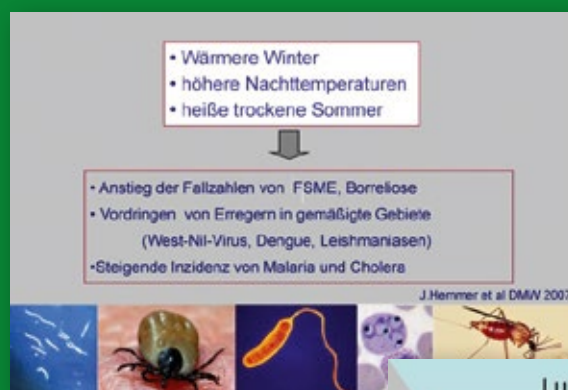 • Wärmere Winter
• höhere Nachttemperaturen
• heiße trockene Sommer
• Anstieg der Fallzahlen von FSME, Borreliose
• Vordringen von Erregern in gemäßigte Gebiete
(West-Nil-Virus, Dengue, Leishmaniasen)
•Steigende Inzidenz von Malaria und Cholera
J.Hemmer et al DMW 2007